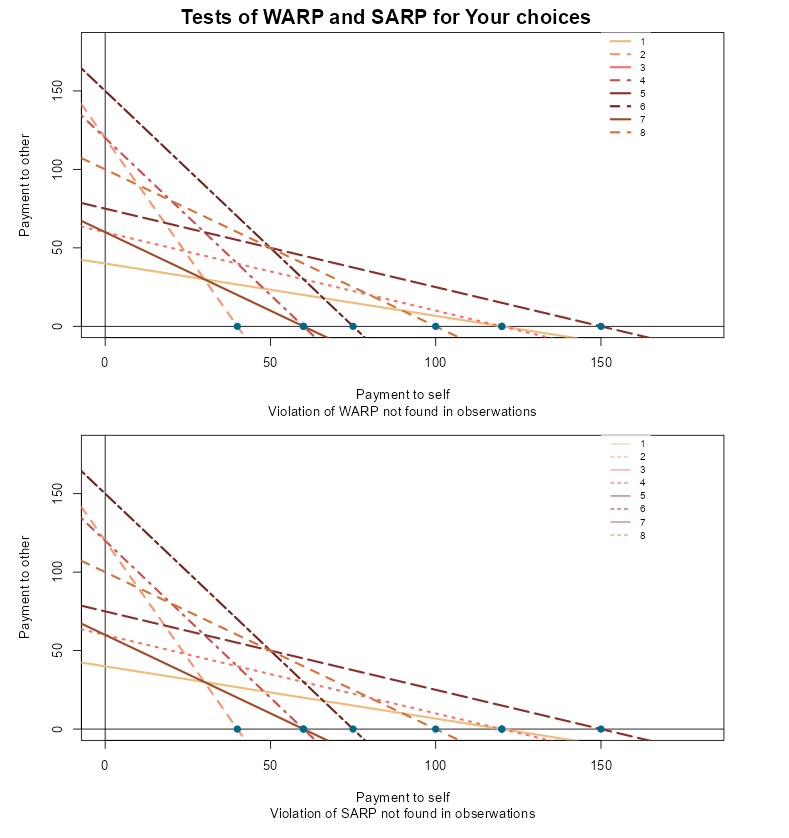 Tests of WARP and SARP for Your choices
1
2
3
4
5
6
7
8
150
100
50
0
Payment to other
0 50 100 150
Payment to self
Violation of WARP not found in obserwations
1
2
3
4
5
6
7
8
150
100
50
0
Payment to other
0 50 100 150
Payment to self
Violation of SARP not found in obserwations